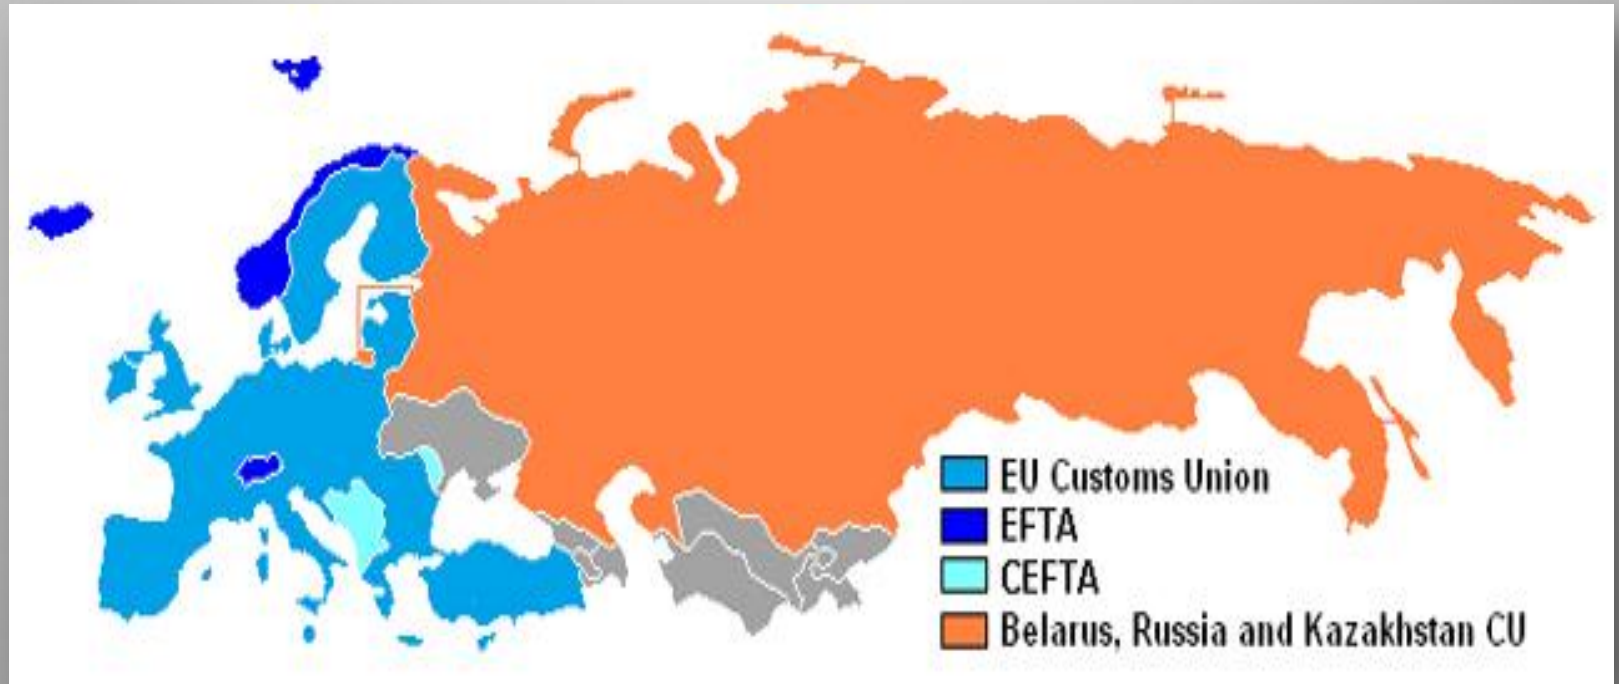 EU Customs Union
EFTA
CEFTA
Belarus, Russia and Kazakhstan CU